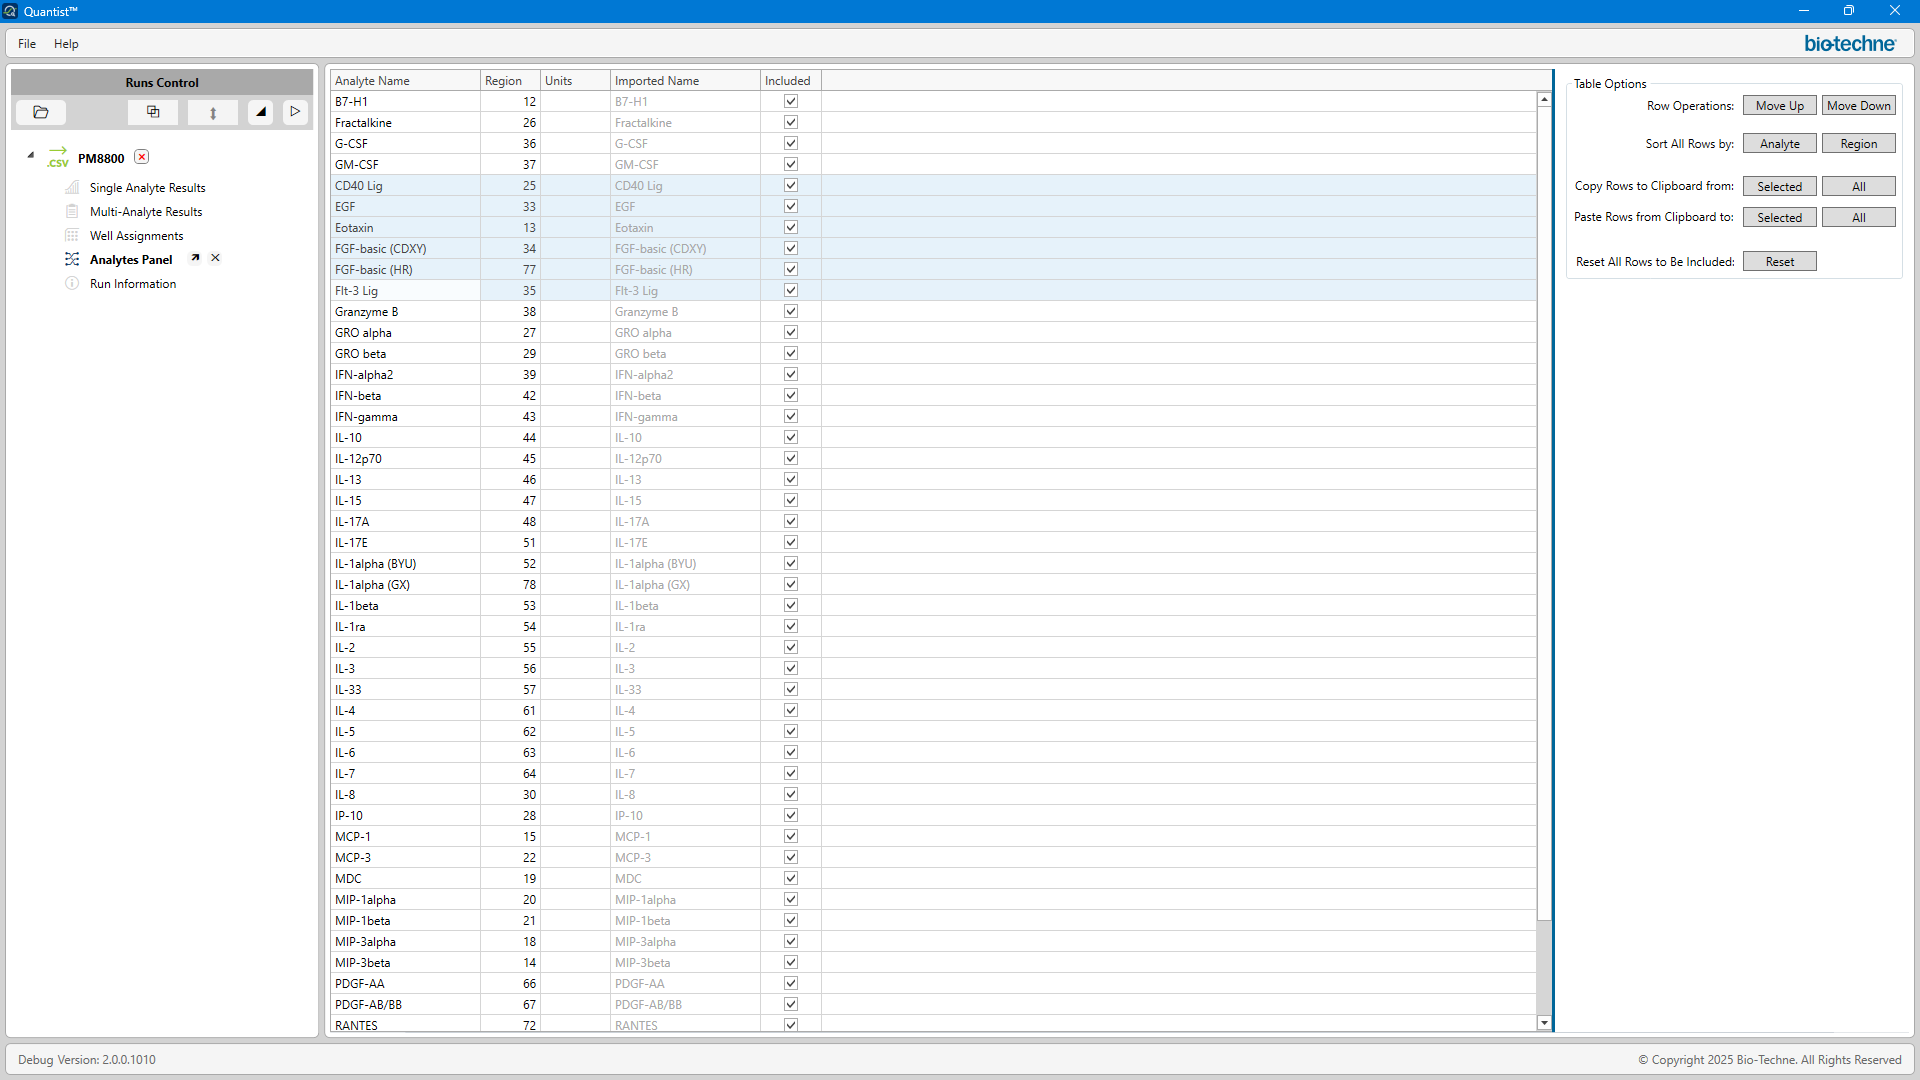 Quantist™
File Help
bio-techne
Runs Control
.CSV PM8800
Single Analyte Results
Multi-Analyte Results
Well Assignments
Analytes Panel
Run Information
Analyte Name Region Units Imported Name Included
B7-H1 12 B7-H1
Fractalkine 26 Fractalkine
G-CSF 36 G-CSF
GM-CSF 37 GM-CSF
CD40 Lig 25 CD40 Lig
EGF 33 EGF
Eotaxin 13 Eotaxin
FGF-basic (CDXY) 34 FGF-basic (CDXY)
FGF-basic (HR) 77 FGF-basic (HR)
Flt-3 Lig 35 Flt-3 Lig
Granzyme B 38 Granzyme B
GRO alpha 27 GRO alpha
GRO beta 29 GRO beta
IFN-alpha2 39 IFN-alpha2
IFN-beta 42 IFN-beta
IFN-gamma 43 IFN-gamma
IL-10 44 IL-10
IL-12p70 45 IL-12p70
IL-13 46 IL-13
IL-15 47 IL-15
IL-17A 48 IL-17A
IL-17E 51 IL-17E
IL-1alpha (BYU) 52 IL-1alpha (BYU)
IL-1alpha (GX) 78 IL-1alpha (GX)
IL-1beta 53 IL-1beta
IL-1ra 54 IL-1ra
IL-2 55 IL-2
IL-3 56 IL-3
IL-33 57 IL-33
IL-4 61 IL-4
IL-5 62 IL-5
IL-6 63 IL-6
IL-7 64 IL-7
IL-8 30 IL-8
IP-10 28 IP-10
MCP-1 15 MCP-1
MCP-3 22 MCP-3
MDC 19 MDC
MIP-1alpha 20 MIP-1alpha
MIP-1beta 21 MIP-1beta
MIP-3alpha 18 MIP-3alpha
MIP-3beta 14 MIP-3beta
PDGF-AA 66 PDGF-AA
PDGF-AB/BB 67 PDGF-AB/BB
RANTES 72 RANTES
Table Options
Row Operations: Move Up Move Down
Sort All Rows by: Analyte Region
Copy Rows to Clipboard from: Selected All
Paste Rows from Clipboard to: Selected All
Reset All Rows to Be Included: Reset
Debug Version: 2.0.0.1010
© Copyright 2025 Bio-Techne. All Rights Reserved